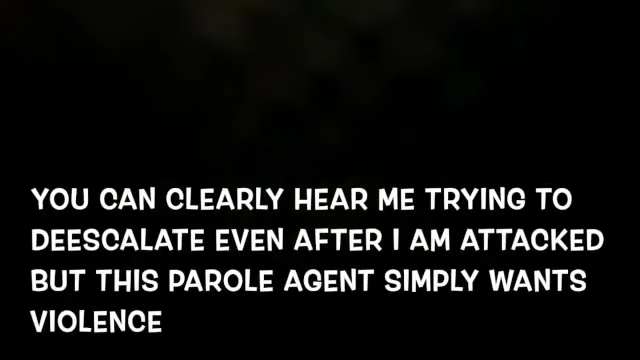 YOU CAN CLEARLY HEAR ME TRYING TO
DEESCALATE EVEN AFTER I AM ATTACKED
BUT THIS PAROLE AGENT SIMPLY WANTS
VIOLENCE